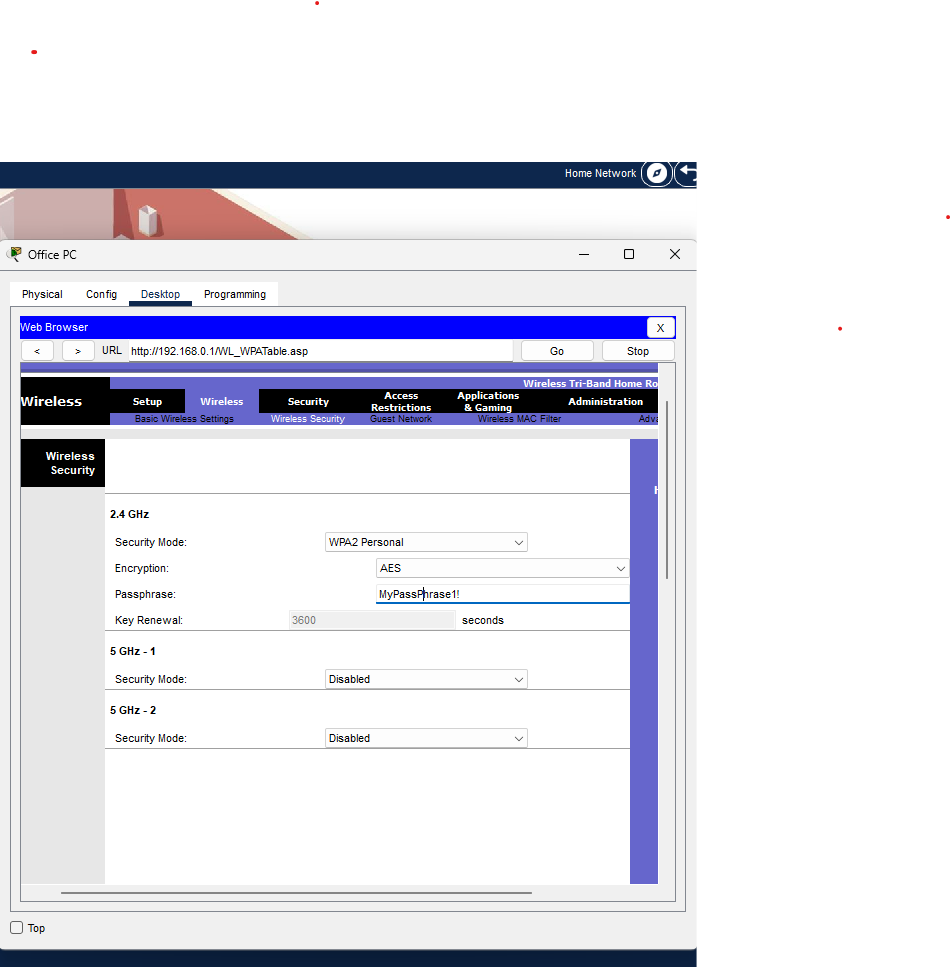 Home Network
Office PC
Physical Config Desktop Programming
Web Browser X
< > URL http://192.168.0.1/WL_WPATable.asp Go Stop
Wireless Tri-Band Home Ro
Wireless Setup Wireless Security Access Restrictions Applications & Gaming Administration
Basic Wireless Settings Wireless Security Guest Network Wireless MAC Filter Adva
Wireless
Security
H
2.4 GHz
Security Mode: WPA2 Personal
Encryption: AES
Passphrase: MyPassPhrase1!
Key Renewal: 3600 seconds
5 GHz - 1
Security Mode: Disabled
5 GHz - 2
Security Mode: Disabled
Top